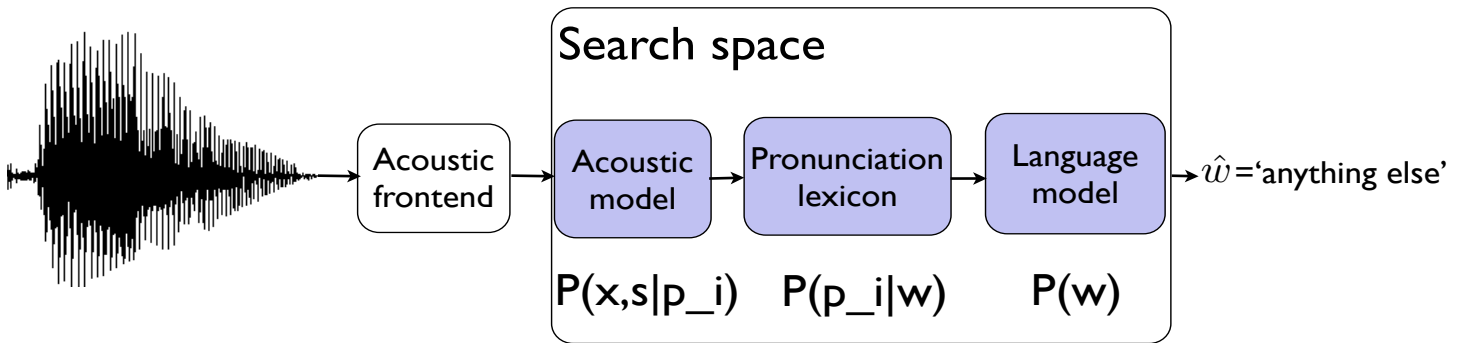 Search space
Acoustic
frontend
Acoustic
model
Pronunciation
lexicon
Language
model
ŵ=‘anything else’
P(x,s|p_i)
P(p_i|w)
P(w)